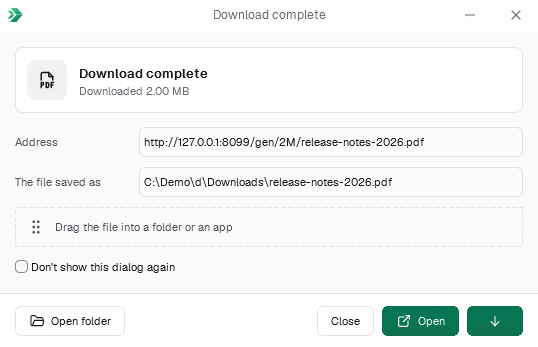 Download complete
PDF
Download complete
Downloaded 2.00 MB
Address
http://127.0.0.1:8099/gen/2M/release-notes-2026.pdf
The file saved as
C:\Demo\d\Downloads\release-notes-2026.pdf
Drag the file into a folder or an app
Don't show this dialog again
Open folder
Close
Open